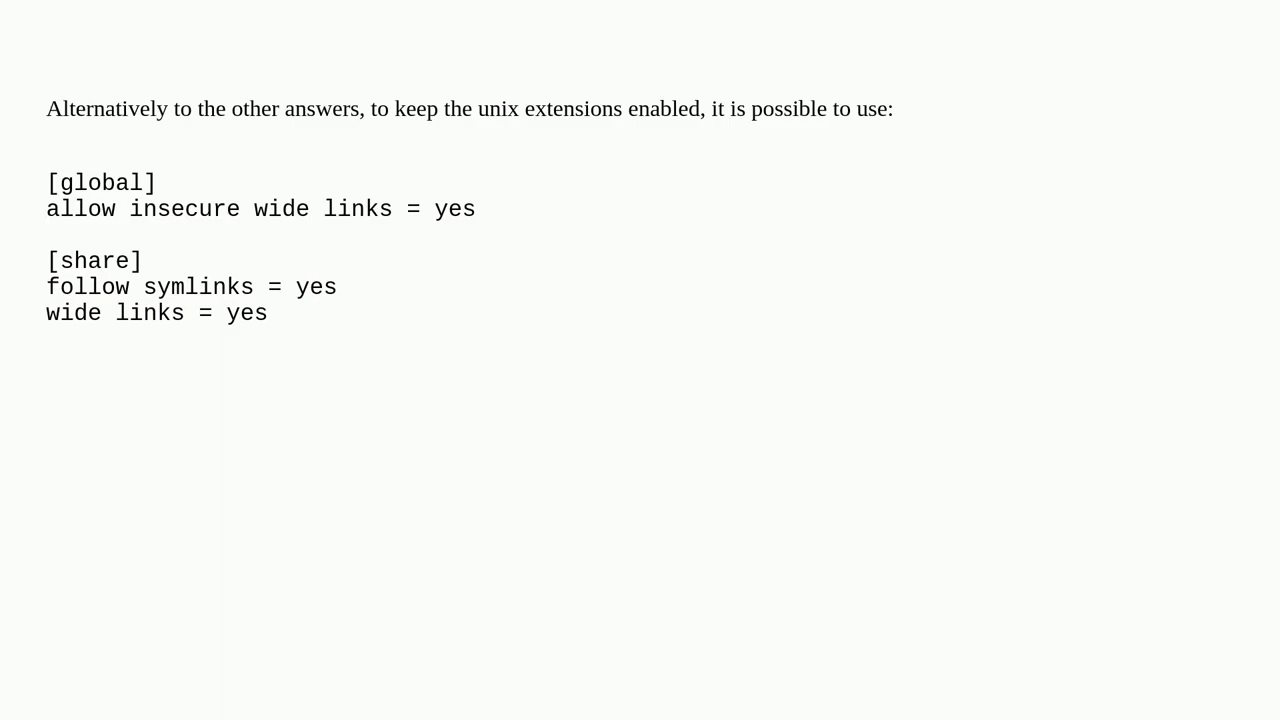 Alternatively to the other answers, to keep the unix extensions enabled, it is possible to use:
[global]
allow insecure wide links = yes
[share]
follow symlinks = yes
wide links = yes